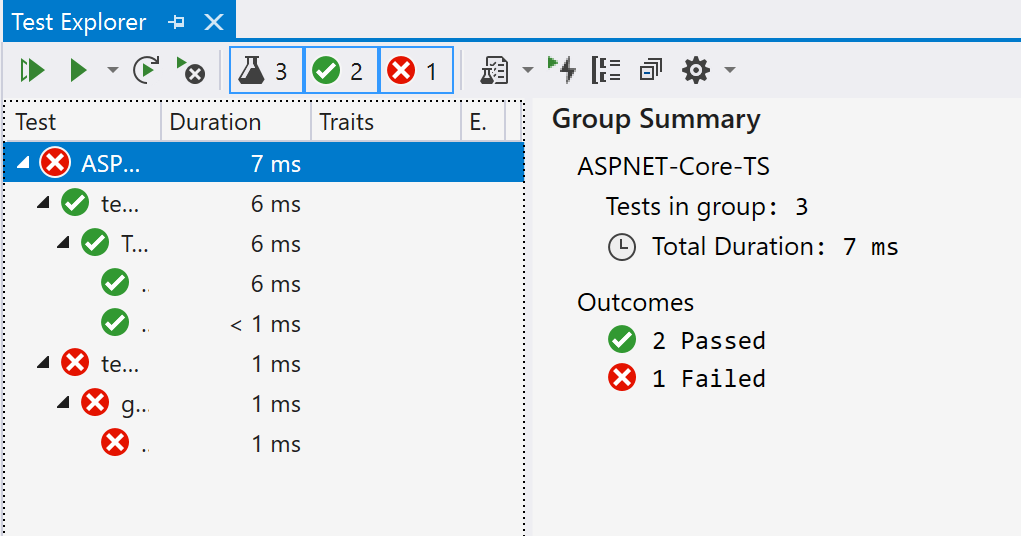 Test Explorer
3
2
1
Test Duration Traits E.
ASP... 7 ms
te... 6 ms
T... 6 ms
.. 6 ms
.. < 1 ms
te... 1 ms
g... 1 ms
.. 1 ms
Group Summary
ASPNET-Core-TS
Tests in group: 3
Total Duration: 7 ms
Outcomes
2 Passed
1 Failed